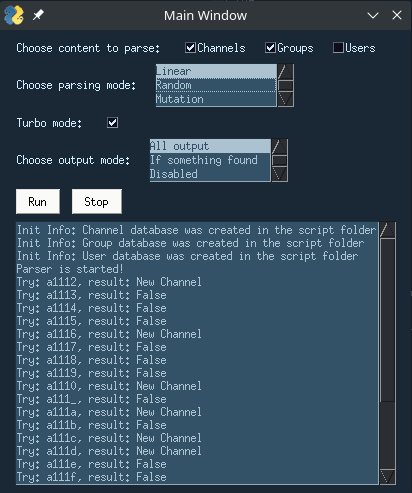 Main Window
Choose content to parse: Channels Groups Users
Choose parsing mode:
Linear
Random
Mutation
Turbo mode:
Choose output mode:
All output
If something found
Disabled
Run Stop
Init Info: Channel database was created in the script folder
Init Info: Group database was created in the script folder
Init Info: User database was created in the script folder
Parser is started!
Try: a1112, result: New Channel
Try: a1113, result: False
Try: a1114, result: False
Try: a1115, result: False
Try: a1116, result: New Channel
Try: a1117, result: False
Try: a1118, result: False
Try: a1119, result: False
Try: a1110, result: New Channel
Try: a111_, result: False
Try: a111a, result: New Channel
Try: a111b, result: False
Try: a111c, result: New Channel
Try: a111d, result: New Channel
Try: a111e, result: False
Try: a111f, result: False